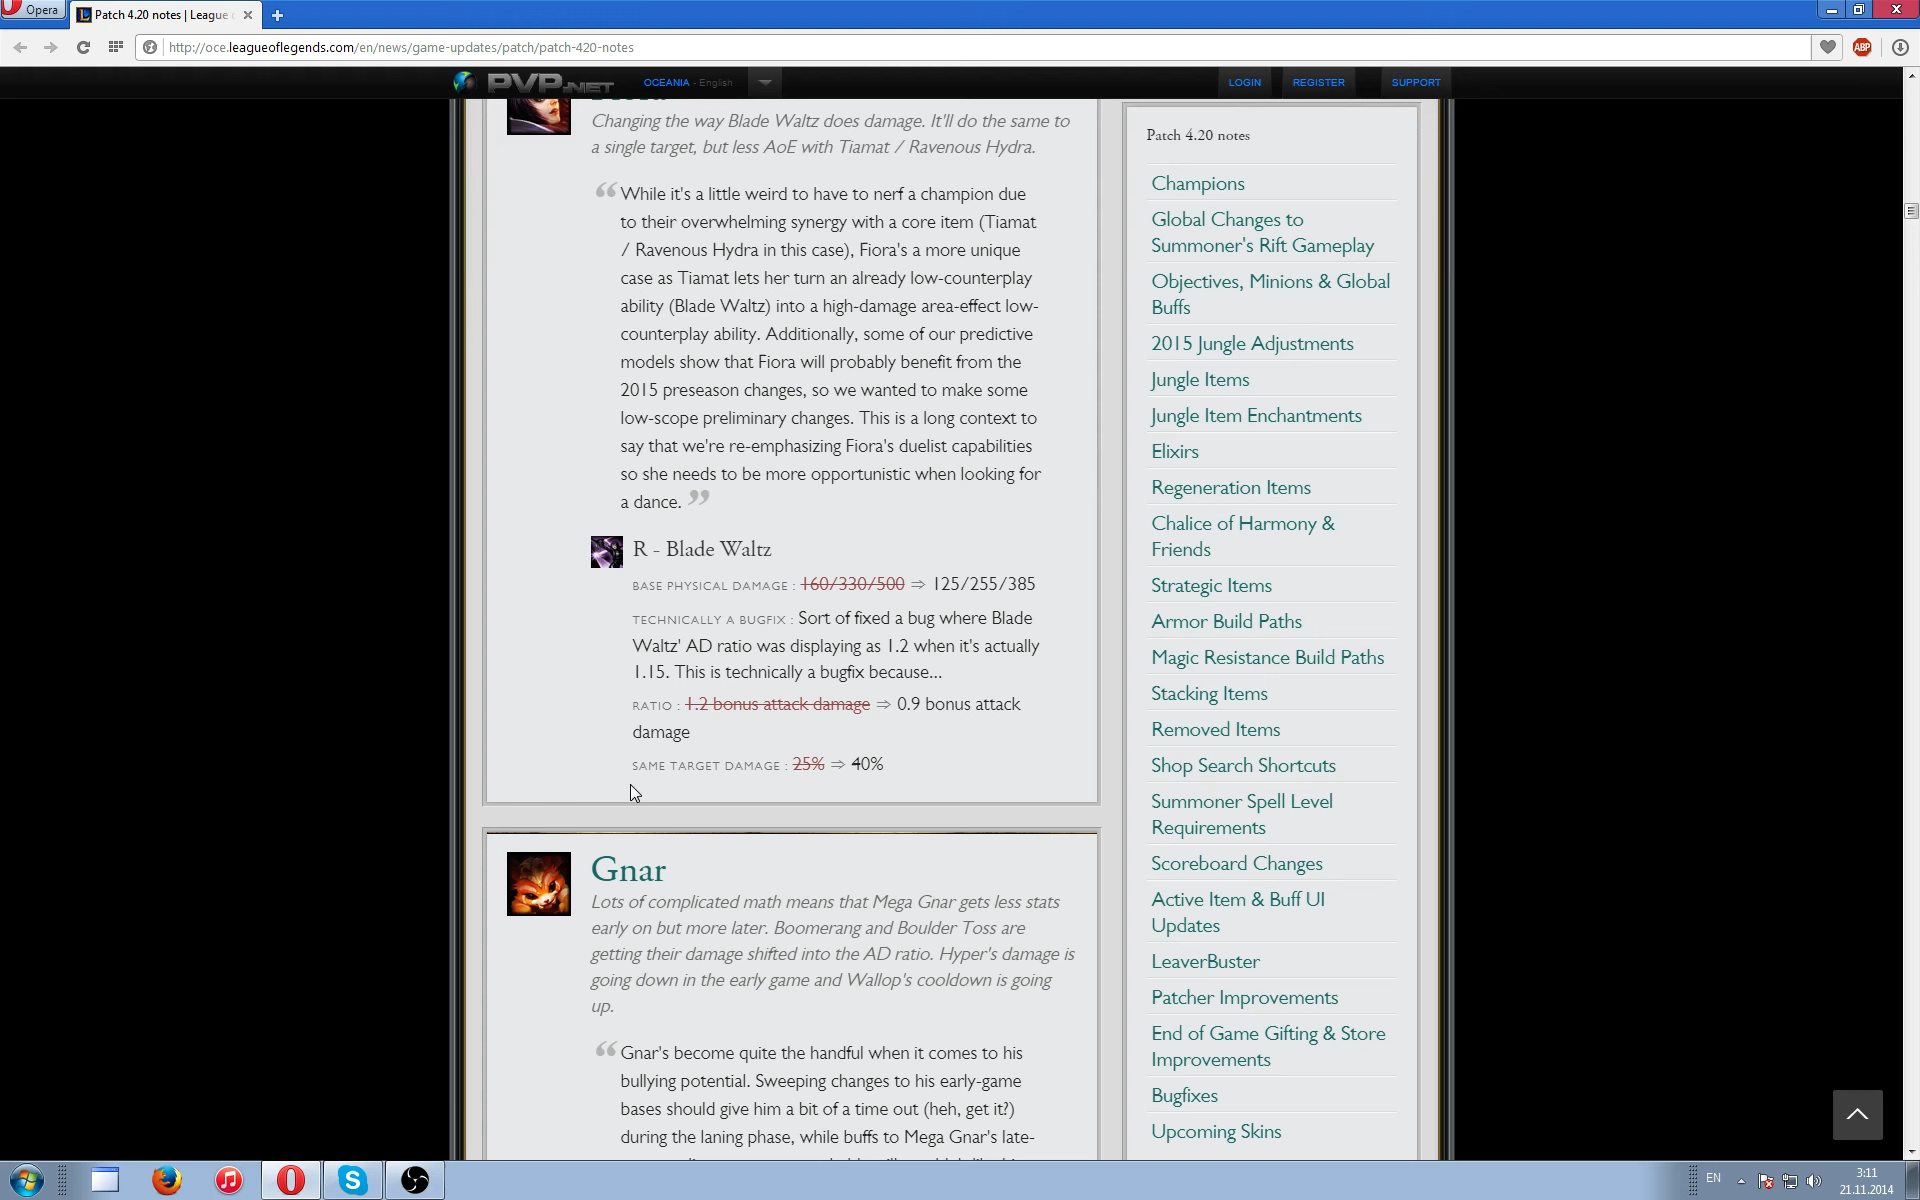 Opera
Patch 4.20 notes | League
http://oce.leagueoflegends.com/en/news/game-updates/patch/patch-420-notes
ABP
PVP.NET
OCEANIA - English
LOGIN
REGISTER
SUPPORT
Changing the way Blade Waltz does damage. It'll do the same to
a single target, but less AoE with Tiamat / Ravenous Hydra.
“ While it's a little weird to have to nerf a champion due
to their overwhelming synergy with a core item (Tiamat
/ Ravenous Hydra in this case), Fiora's a more unique
case as Tiamat lets her turn an already low-counterplay
ability (Blade Waltz) into a high-damage area-effect low-
counterplay ability. Additionally, some of our predictive
models show that Fiora will probably benefit from the
2015 preseason changes, so we wanted to make some
low-scope preliminary changes. This is a long context to
say that we're re-emphasizing Fiora's duelist capabilities
so she needs to be more opportunistic when looking for
a dance. ”
R - Blade Waltz
BASE PHYSICAL DAMAGE : 160/330/500 ⇒ 125/255/385
TECHNICALLY A BUGFIX : Sort of fixed a bug where Blade
Waltz' AD ratio was displaying as 1.2 when it's actually
1.15. This is technically a bugfix because...
RATIO : 1.2 bonus attack damage ⇒ 0.9 bonus attack
damage
SAME TARGET DAMAGE : 25% ⇒ 40%
Gnar
Lots of complicated math means that Mega Gnar gets less stats
early on but more later. Boomerang and Boulder Toss are
getting their damage shifted into the AD ratio. Hyper's damage is
going down in the early game and Wallop's cooldown is going
up.
“ Gnar's become quite the handful when it comes to his
bullying potential. Sweeping changes to his early-game
bases should give him a bit of a time out (heh, get it?)
during the laning phase, while buffs to Mega Gnar's late-
Patch 4.20 notes
Champions
Global Changes to
Summoner's Rift Gameplay
Objectives, Minions & Global
Buffs
2015 Jungle Adjustments
Jungle Items
Jungle Item Enchantments
Elixirs
Regeneration Items
Chalice of Harmony &
Friends
Strategic Items
Armor Build Paths
Magic Resistance Build Paths
Stacking Items
Removed Items
Shop Search Shortcuts
Summoner Spell Level
Requirements
Scoreboard Changes
Active Item & Buff UI
Updates
LeaverBuster
Patcher Improvements
End of Game Gifting & Store
Improvements
Bugfixes
Upcoming Skins
EN
3:11
21.11.2014